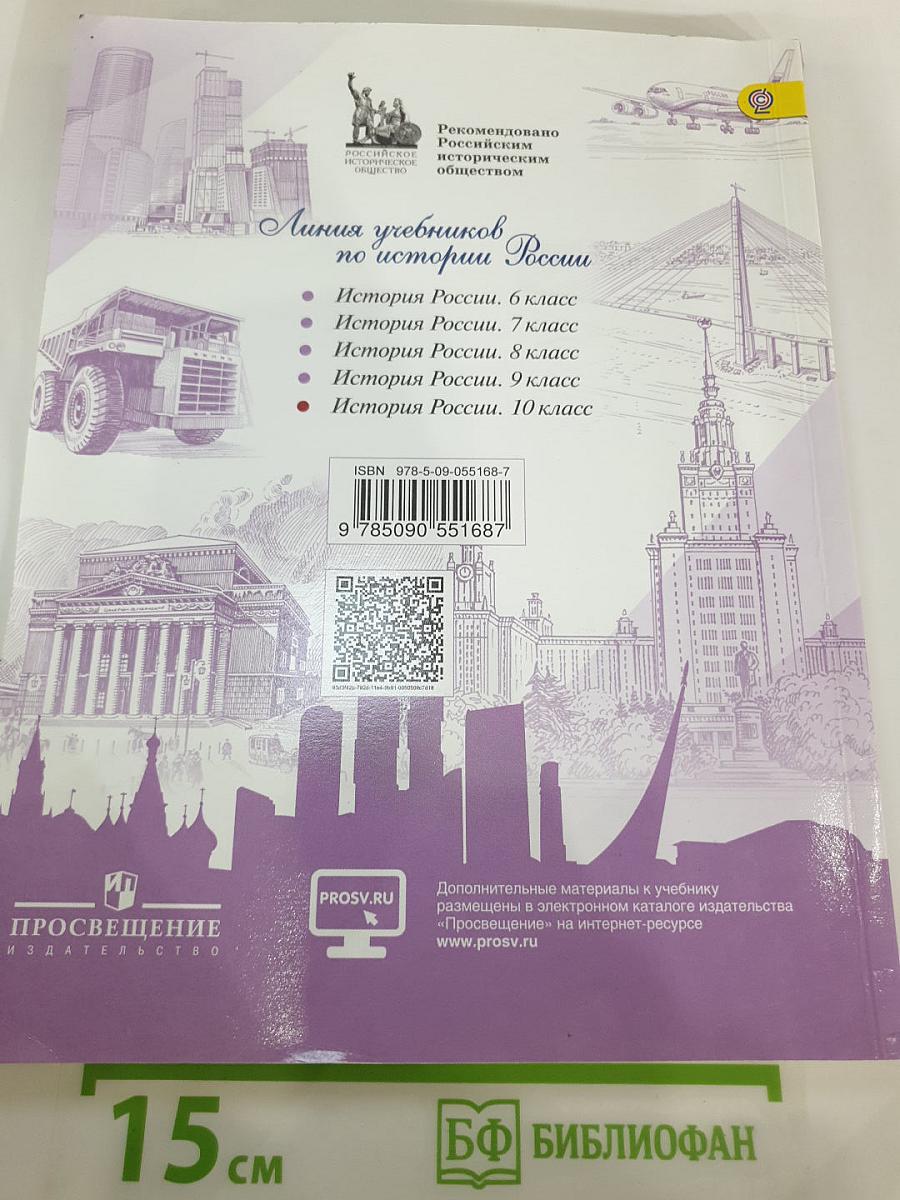 РОССИЙСКОЕ
ИСТОРИЧЕСКОЕ
ОБЩЕСТВО
Рекомендовано
Российским
историческим
обществом
Линия учебников
по истории России
История России. 6 класс
История России. 7 класс
История России. 8 класс
История России. 9 класс
История России. 10 класс
ISBN 978-5-09-055168-7
9 785090 551687
ПРОСВЕЩЕНИЕ
ИЗДАТЕЛЬСТВО
PROSV.RU
Дополнительные материалы к учебнику
размещены в электронном каталоге издательства
«Просвещение» на интернет-ресурсе
www.prosv.ru
15 см
БФ БИБЛИОФАН